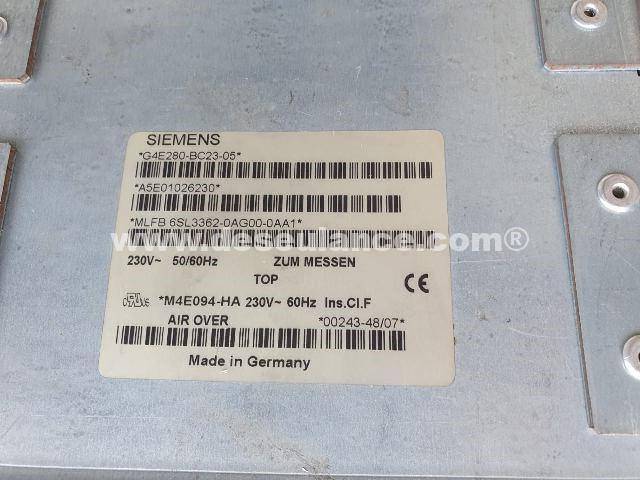 SIEMENS
*G4E280-BC23-05*
*A5E01026230*
*MLFB 6SL3362-0AG00-0AA1*
www.deseulance.com®
230V~ 50/60Hz ZUM MESSEN
TOP
CE
*M4E094-HA 230V~ 60Hz Ins.Cl.F
AIR OVER *00243-48/07*
Made in Germany